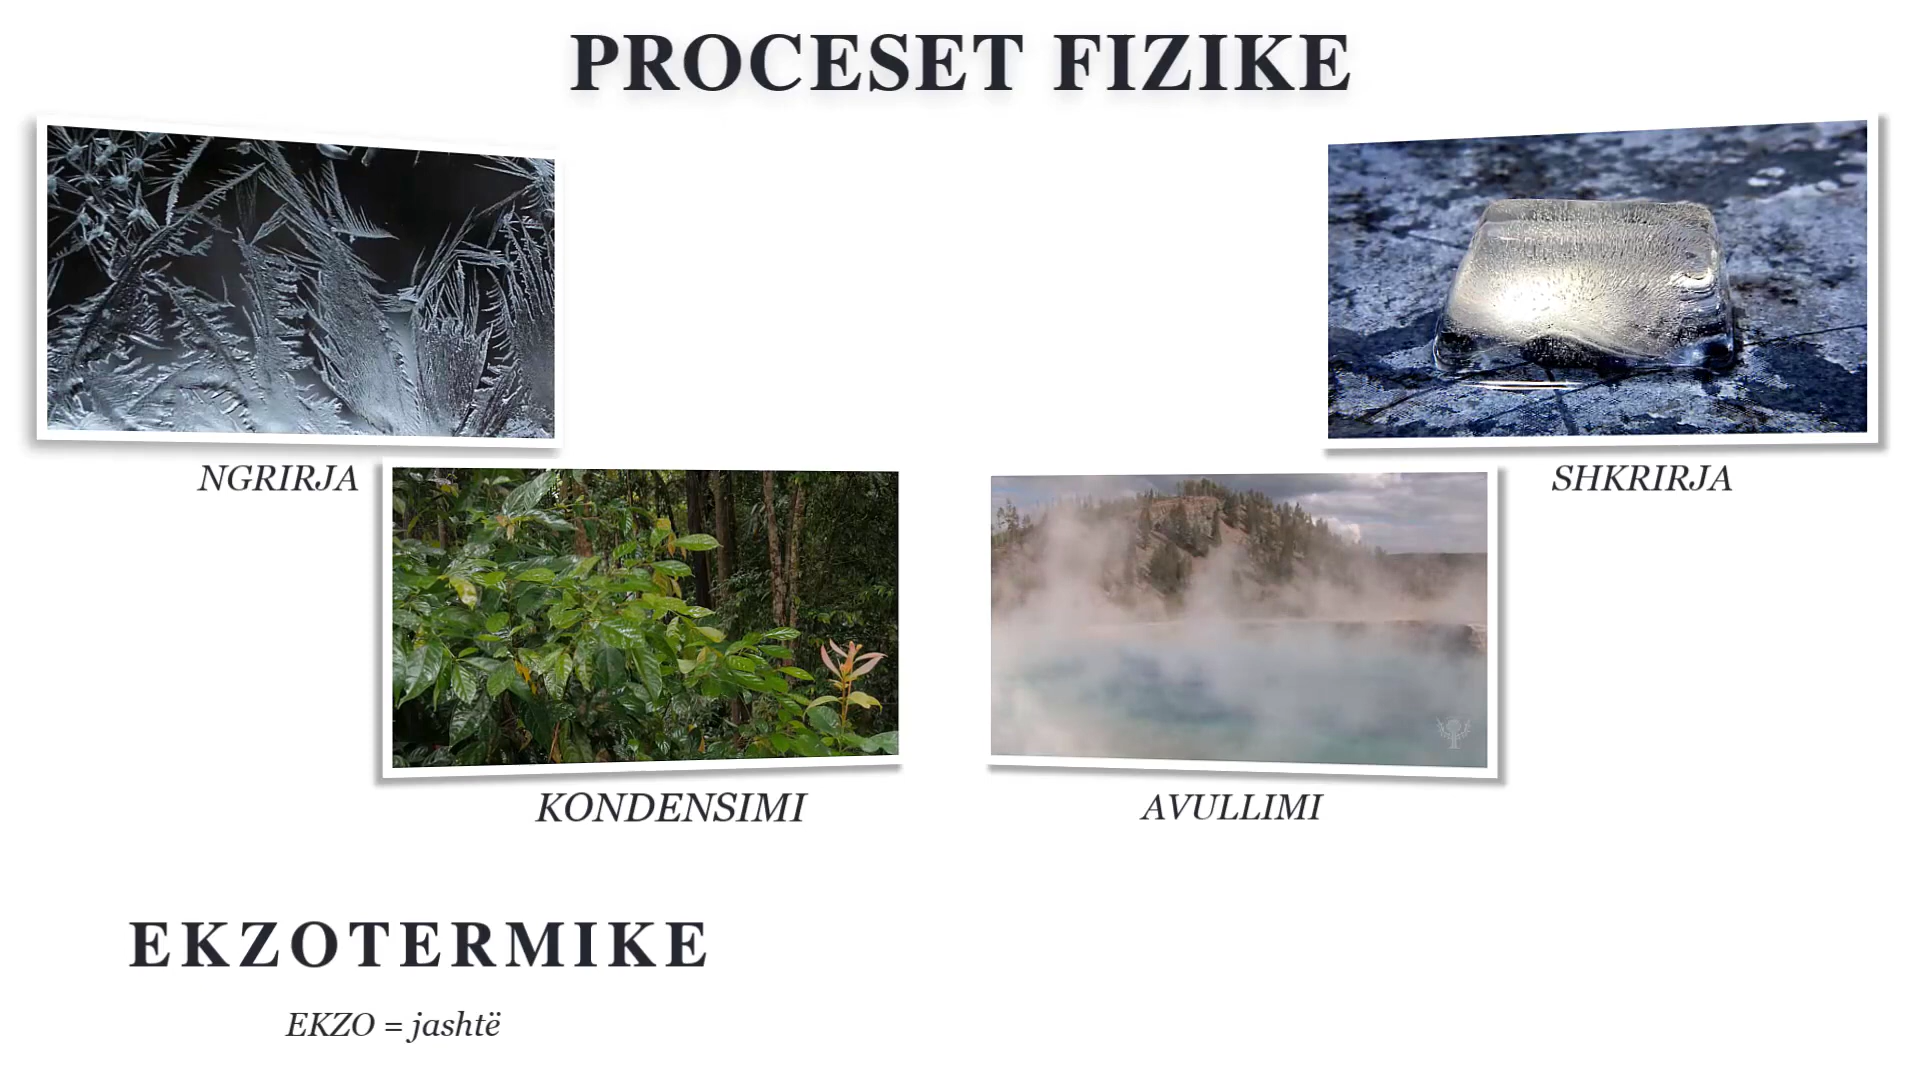 PROCESET FIZIKE
NGRIRJA
SHKRIRJA
KONDENSIMI
AVULLIMI
EKZOTERMIKE
EKZO = jashtë